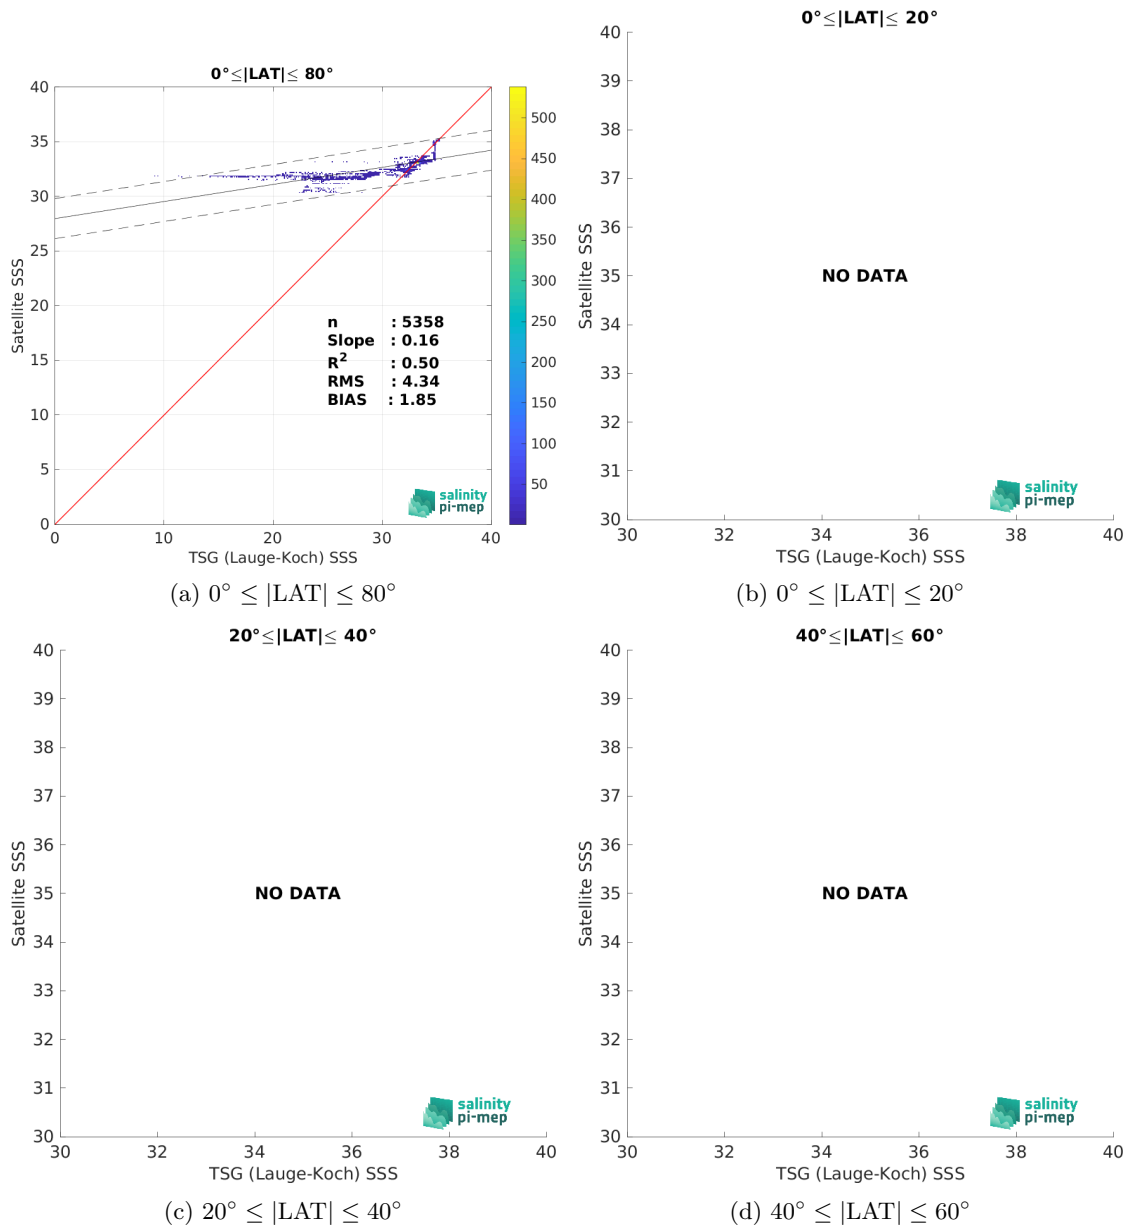 0°≤|LAT|≤ 80°
40
35
30
25
20
15
10
5
0
Satellite SSS
0
10
20
30
40
TSG (Lauge-Koch) SSS
n : 5358
Slope : 0.16
R2 : 0.50
RMS : 4.34
BIAS : 1.85
salinity
pi-mep
500
450
400
350
300
250
200
150
100
50
(a) 0° ≤ |LAT| ≤ 80°
0°≤|LAT|≤ 20°
40
39
38
37
36
35
34
33
32
31
30
Satellite SSS
NO DATA
salinity
pi-mep
30
32
34
36
38
40
TSG (Lauge-Koch) SSS
(b) 0° ≤ |LAT| ≤ 20°
20°≤|LAT|≤ 40°
40
39
38
37
36
35
34
33
32
31
30
Satellite SSS
NO DATA
salinity
pi-mep
30
32
34
36
38
40
TSG (Lauge-Koch) SSS
(c) 20° ≤ |LAT| ≤ 40°
40°≤|LAT|≤ 60°
40
39
38
37
36
35
34
33
32
31
30
Satellite SSS
NO DATA
salinity
pi-mep
30
32
34
36
38
40
TSG (Lauge-Koch) SSS
(d) 40° ≤ |LAT| ≤ 60°